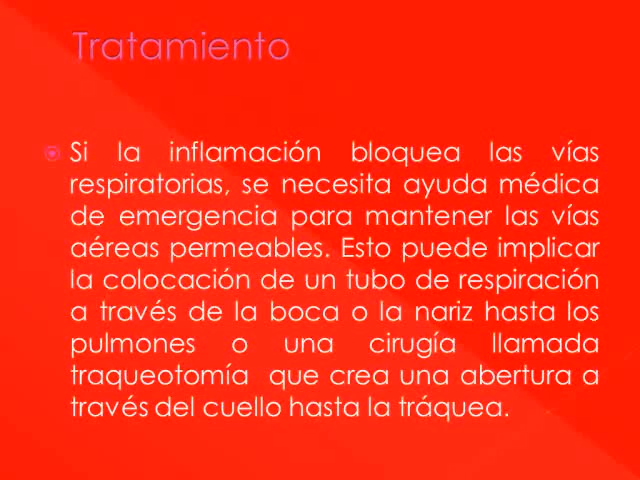 Tratamiento
Si la inflamación bloquea las vías
respiratorias, se necesita ayuda médica
de emergencia para mantener las vías
aéreas permeables. Esto puede implicar
la colocación de un tubo de respiración
a través de la boca o la nariz hasta los
pulmones o una cirugía llamada
traqueotomía que crea una abertura a
través del cuello hasta la tráquea.